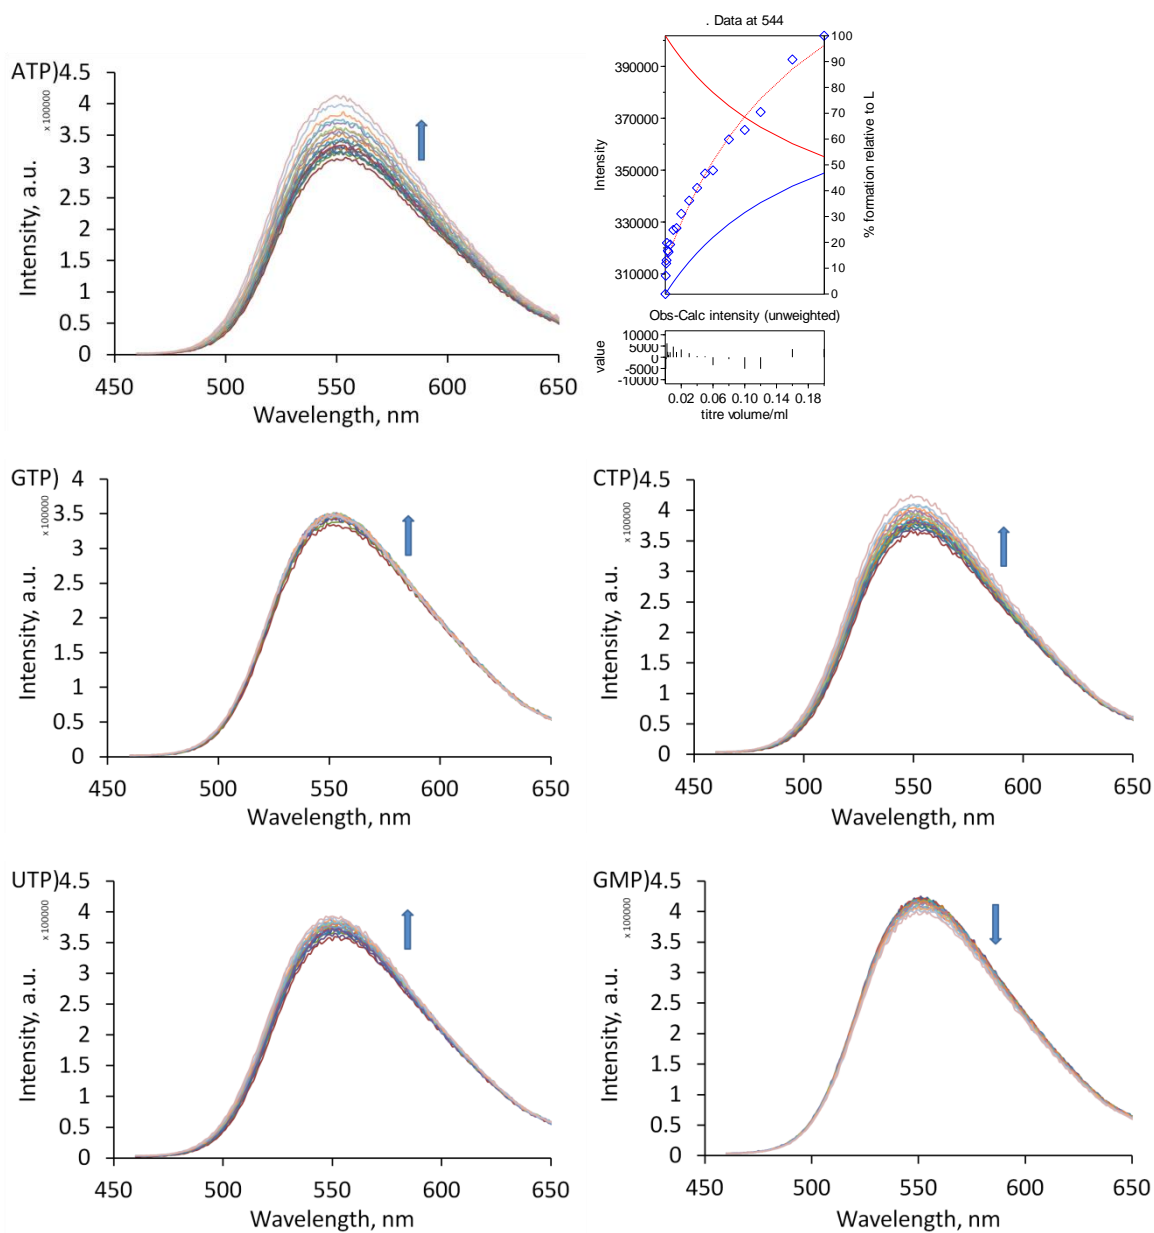 ATP)
x 100000
Intensity, a.u.
4.5
4
3.5
3
2.5
2
1.5
1
0.5
0
450 500 550 600 650
Wavelength, nm
. Data at 544
Intensity
390000
370000
350000
330000
310000
100
90
80
70
60
50
40
30
20
10
0
% formation relative to L
Obs-Calc intensity (unweighted)
value
10000
5000
0
-5000
-10000
0.02 0.06 0.10 0.14 0.18
titre volume/ml
GTP)
x 100000
Intensity, a.u.
4
3.5
3
2.5
2
1.5
1
0.5
0
450 500 550 600 650
Wavelength, nm
CTP)
x 100000
Intensity, a.u.
4.5
4
3.5
3
2.5
2
1.5
1
0.5
0
450 500 550 600 650
Wavelength, nm
UTP)
x 100000
Intensity, a.u.
4.5
4
3.5
3
2.5
2
1.5
1
0.5
0
450 500 550 600 650
Wavelength, nm
GMP)
x 100000
Intensity, a.u.
4.5
4
3.5
3
2.5
2
1.5
1
0.5
0
450 500 550 600 650
Wavelength, nm